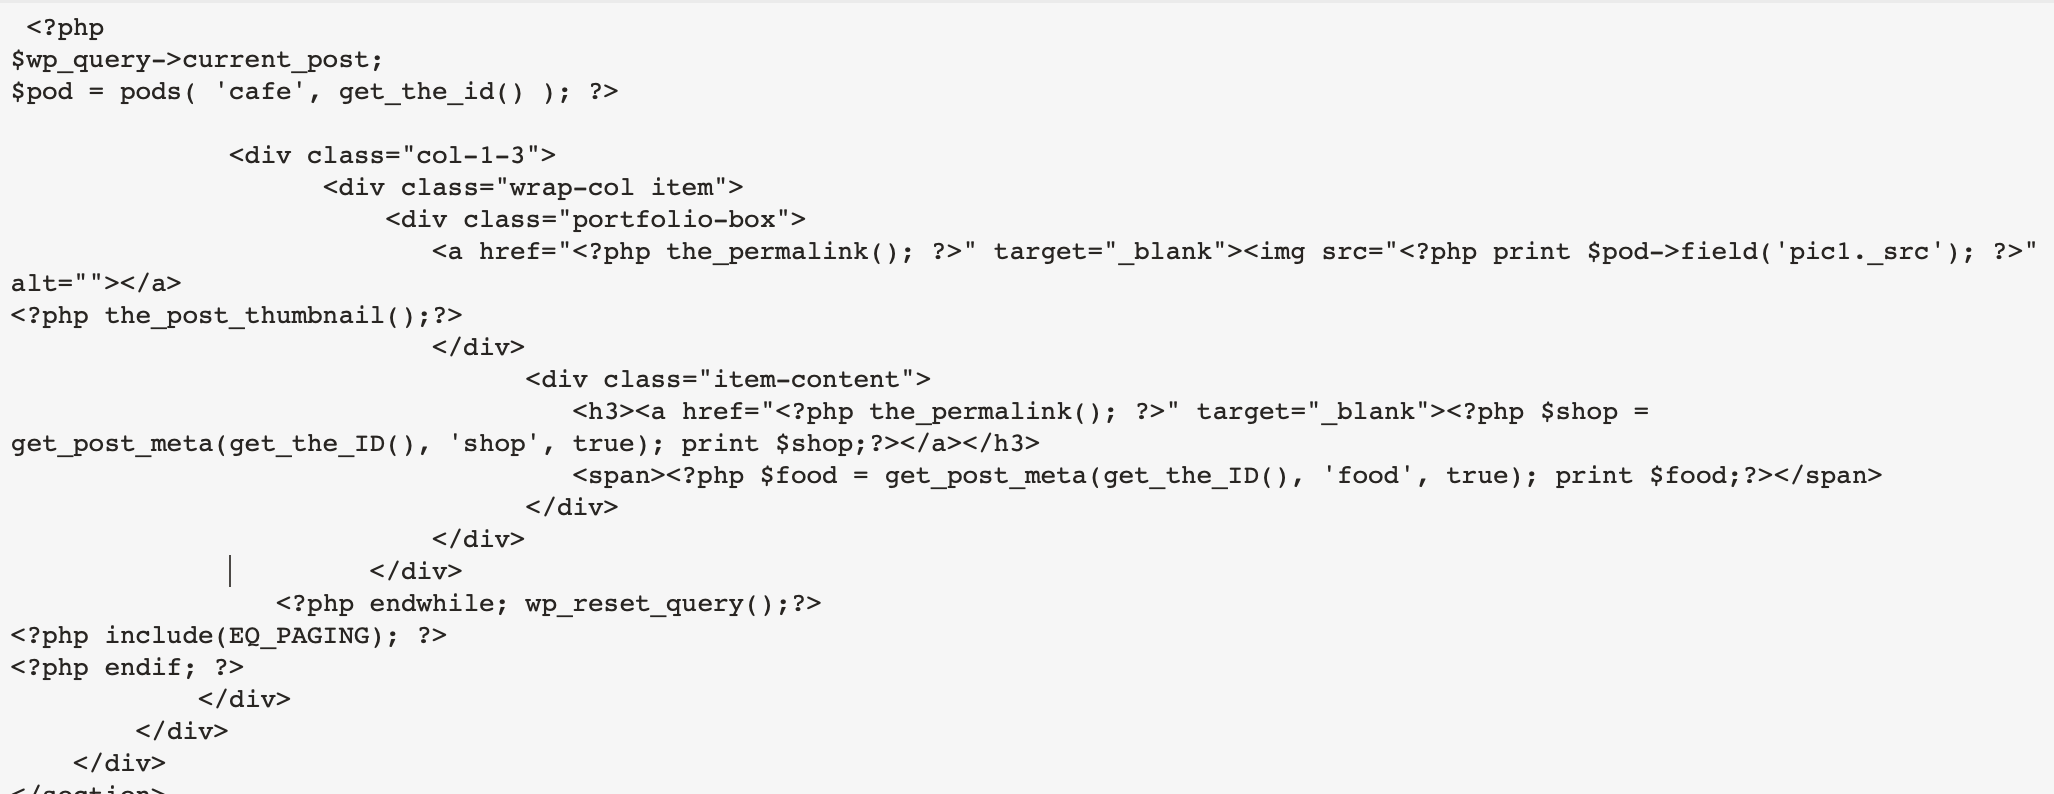 <?php
$wp_query->current_post;
$pod = pods( 'cafe', get_the_id() ); ?>
<div class="col-1-3">
<div class="wrap-col item">
<div class="portfolio-box">
<a href="<?php the_permalink(); ?>" target="_blank"><img src="<?php print $pod->field('pic1._src'); ?>"
alt=""></a>
<?php the_post_thumbnail();?>
</div>
<div class="item-content">
<h3><a href="<?php the_permalink(); ?>" target="_blank"><?php $shop =
get_post_meta(get_the_ID(), 'shop', true); print $shop;?></a></h3>
<span><?php $food = get_post_meta(get_the_ID(), 'food', true); print $food;?></span>
</div>
</div>
</div>
<?php endwhile; wp_reset_query();?>
<?php include(EQ_PAGING); ?>
<?php endif; ?>
</div>
</div>
</div>
</section>